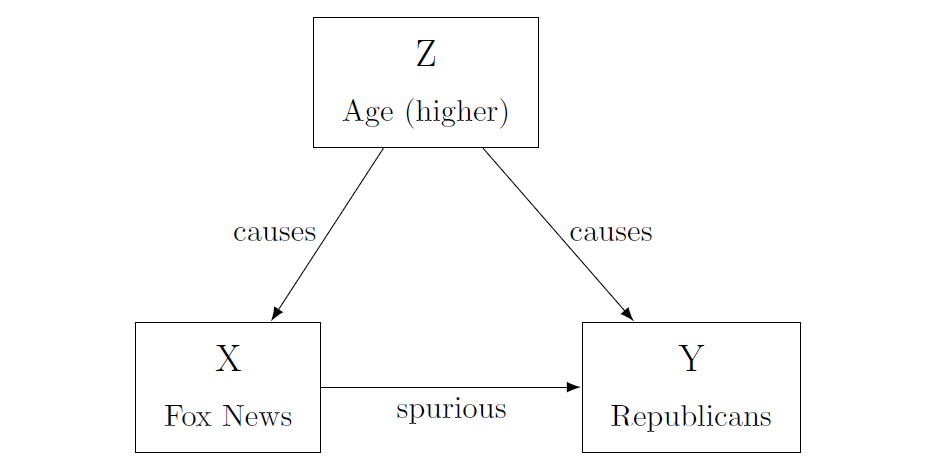 Z
Age (higher)
causes
causes
X
Fox News
spurious
Y
Republicans